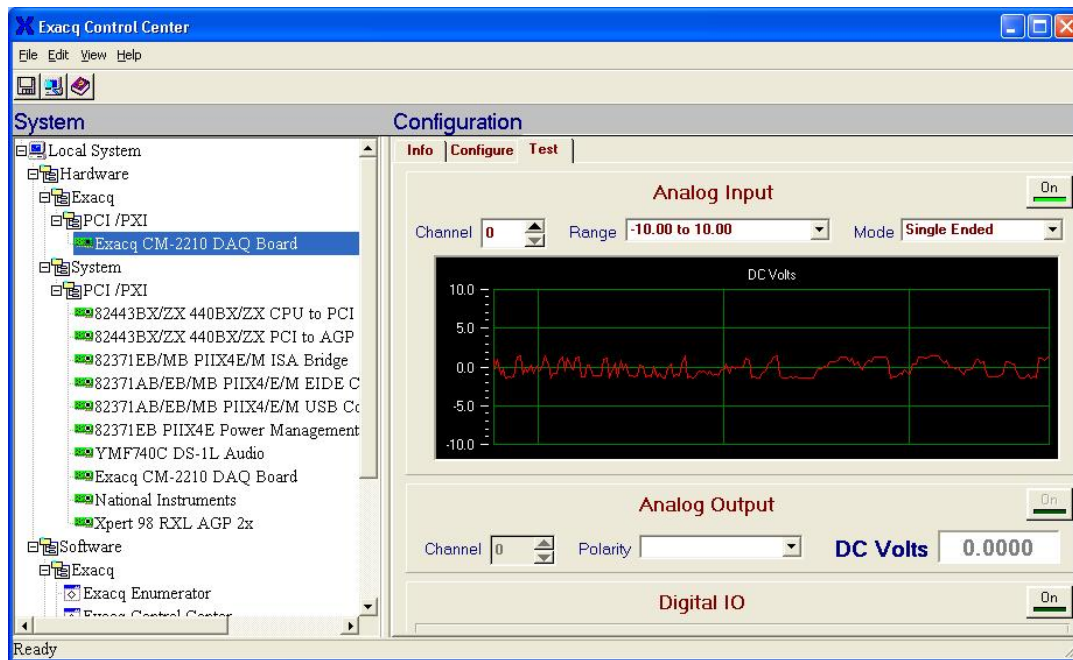 Exacq Control Center
File Edit View Help
System
Configuration
Local System
Hardware
Exacq
PCI /PXI
Exacq CM-2210 DAQ Board
System
PCI /PXI
82443BX/ZX 440BX/ZX CPU to PCI
82443BX/ZX 440BX/ZX PCI to AGP
82371EB/MB PIIX4E/M ISA Bridge
82371AB/EB/MB PIIX4/E/M EIDE C
82371AB/EB/MB PIIX4/E/M USB Co
82371EB PIIX4E Power Management
YMF740C DS-1L Audio
Exacq CM-2210 DAQ Board
National Instruments
Xpert 98 RXL AGP 2x
Software
Exacq
Exacq Enumerator
Exacq Control Center
Info Configure Test
Analog Input
On
Channel 0 Range -10.00 to 10.00 Mode Single Ended
DC Volts
10.0
5.0
0.0
-5.0
-10.0
Analog Output
On
Channel 0 Polarity DC Volts 0.0000
Digital IO
On
Ready